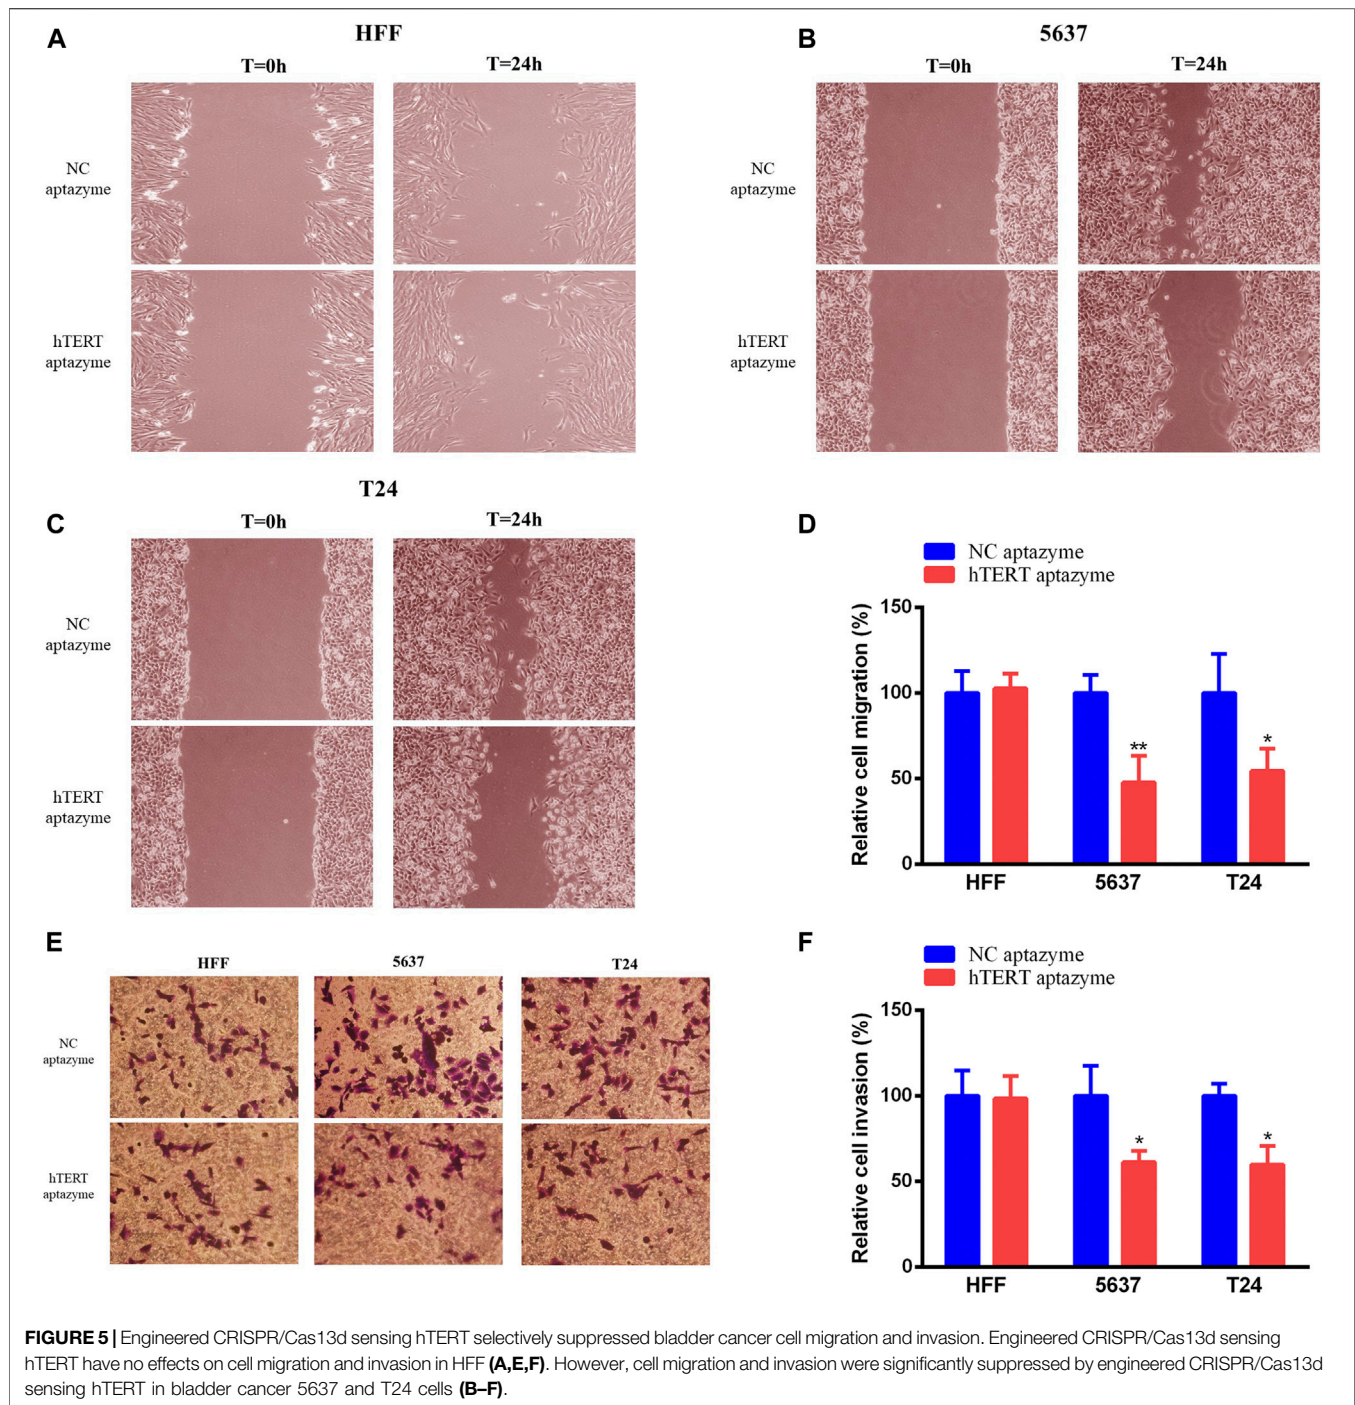 A
HFF
T=0h
T=24h
NC
aptazyme
hTERT
aptazyme
B
5637
T=0h
T=24h
NC
aptazyme
hTERT
aptazyme
C
T24
T=0h
T=24h
NC
aptazyme
hTERT
aptazyme
D
NC aptazyme
hTERT aptazyme
Relative cell migration (%)
150
100
50
0
**
*
HFF
5637
T24
E
HFF
5637
T24
NC
aptazyme
hTERT
aptazyme
F
NC aptazyme
hTERT aptazyme
Relative cell invasion (%)
150
100
50
0
*
*
HFF
5637
T24
FIGURE 5 | Engineered CRISPR/Cas13d sensing hTERT selectively suppressed bladder cancer cell migration and invasion. Engineered CRISPR/Cas13d sensing
hTERT have no effects on cell migration and invasion in HFF (A,E,F). However, cell migration and invasion were significantly suppressed by engineered CRISPR/Cas13d
sensing hTERT in bladder cancer 5637 and T24 cells (B–F).